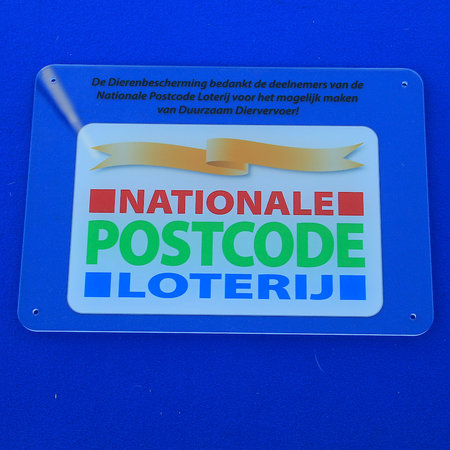 De Dierenbescherming bedankt de deelnemers van de
Nationale Postcode Loterij voor het mogelijk maken
van Duurzaam Diervervoer!
NATIONALE
POSTCODE
LOTERIJ